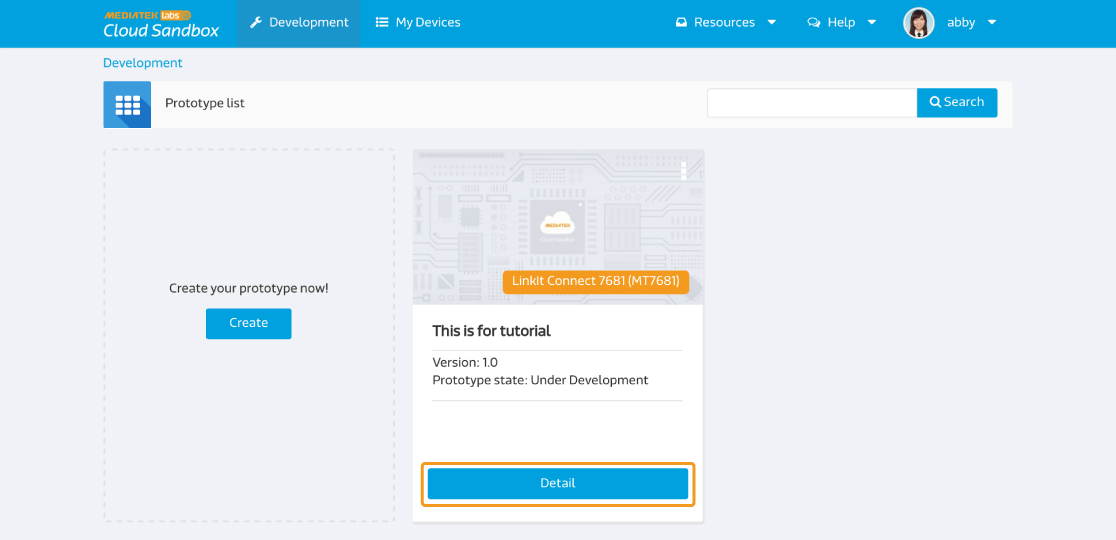 MEDIATEK labs
Cloud Sandbox
Development
My Devices
Resources
Help
abby
Development
Prototype list
Search
Create your prototype now!
Create
MEDIATEK
Cloud Sandbox
LinkIt Connect 7681 (MT7681)
This is for tutorial
Version: 1.0
Prototype state: Under Development
Detail